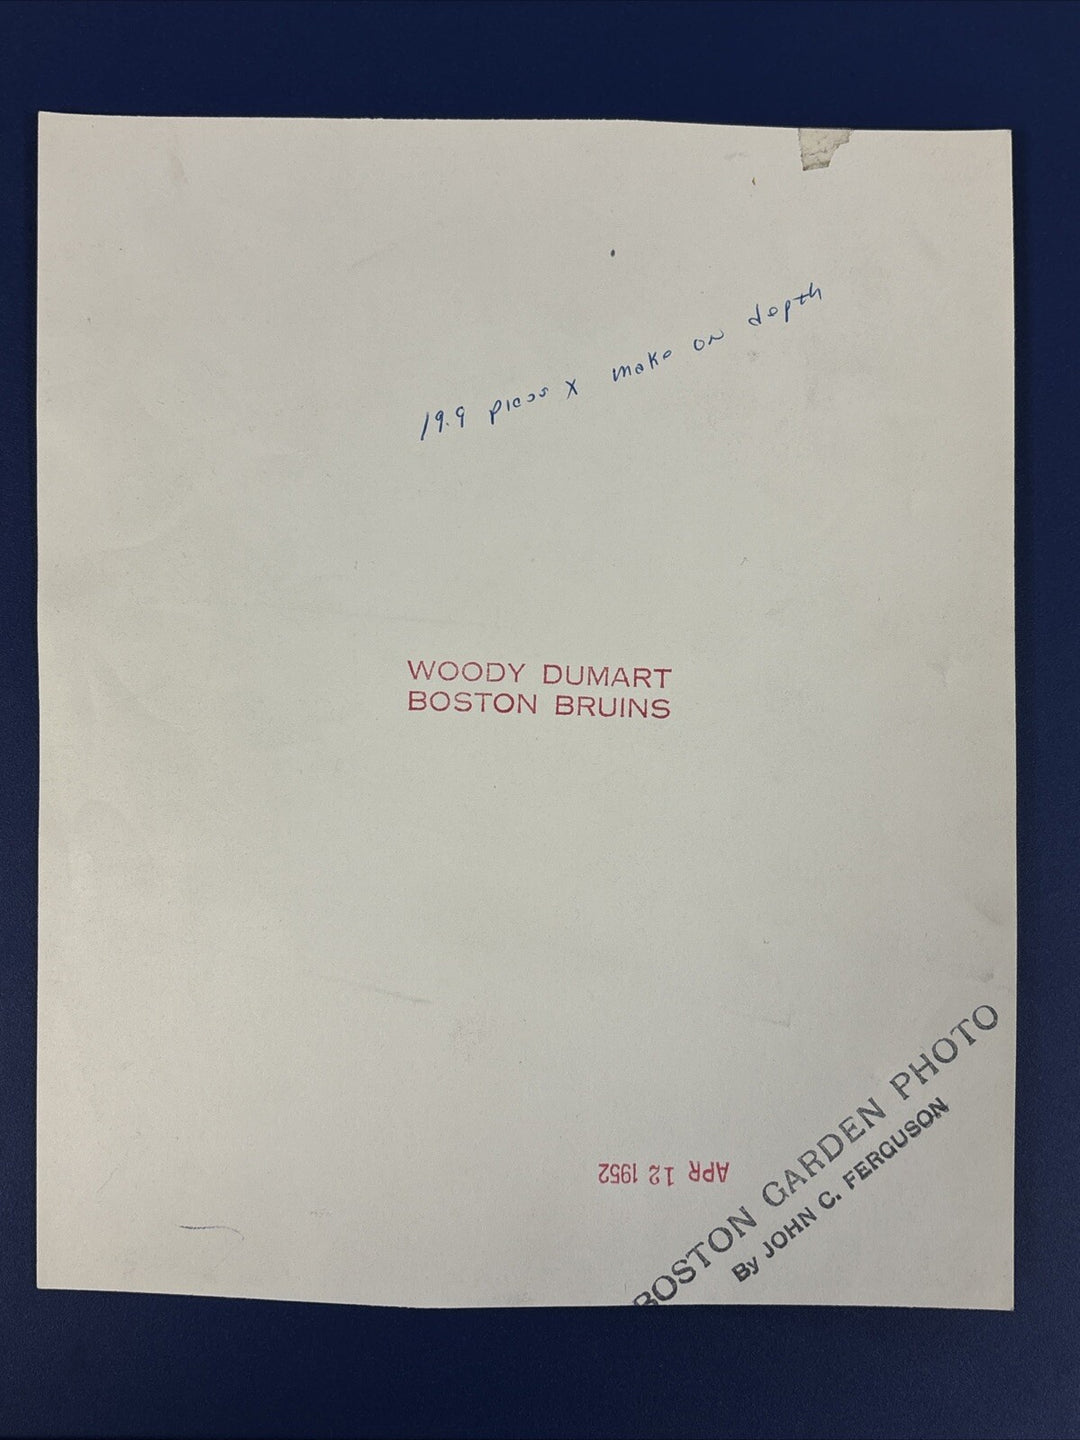 19.9 picas x make on depth
WOODY DUMART
BOSTON BRUINS
APR 12 1952
BOSTON GARDEN PHOTO
By JOHN C. FERGUSON